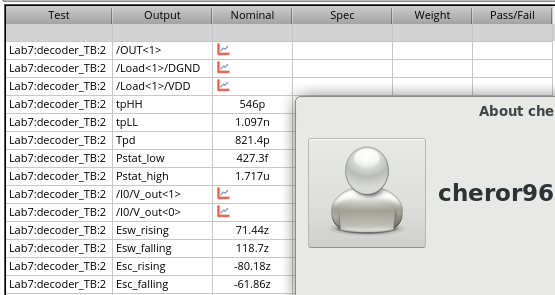 Test Output Nominal Spec Weight Pass/Fail
Lab7:decoder_TB:2 /OUT<1>
Lab7:decoder_TB:2 /Load<1>/DGND
Lab7:decoder_TB:2 /Load<1>/VDD
Lab7:decoder_TB:2 tpHH 546p
Lab7:decoder_TB:2 tpLL 1.097n
Lab7:decoder_TB:2 Tpd 821.4p
Lab7:decoder_TB:2 Pstat_low 427.3f
Lab7:decoder_TB:2 Pstat_high 1.717u
Lab7:decoder_TB:2 /I0/V_out<1>
Lab7:decoder_TB:2 /I0/V_out<0>
Lab7:decoder_TB:2 Esw_rising 71.44z
Lab7:decoder_TB:2 Esw_falling 118.7z
Lab7:decoder_TB:2 Esc_rising -80.18z
Lab7:decoder_TB:2 Esc_falling -61.86z
About che
cheror96